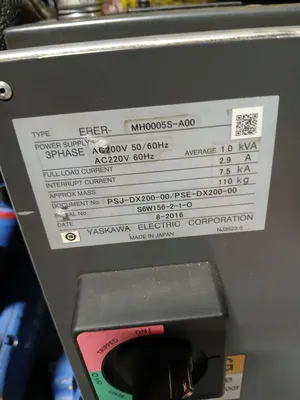 TYPE ERER- MH0005S-A00
POWER SUPPLY AC200V 50/60Hz
3PHASE AC220V 60Hz AVERAGE 1.0 kVA
FULL LOAD CURRENT 2.9 A
INTERRUPT CURRENT 7.5 kA
APPROX MASS 110 kg
DOCUMENT No. PSJ-DX200-00/PSE-DX200-00
SERIAL No. S6W156-2-1-0
DATE 8-2016
YASKAWA ELECTRIC CORPORATION
MADE IN JAPAN